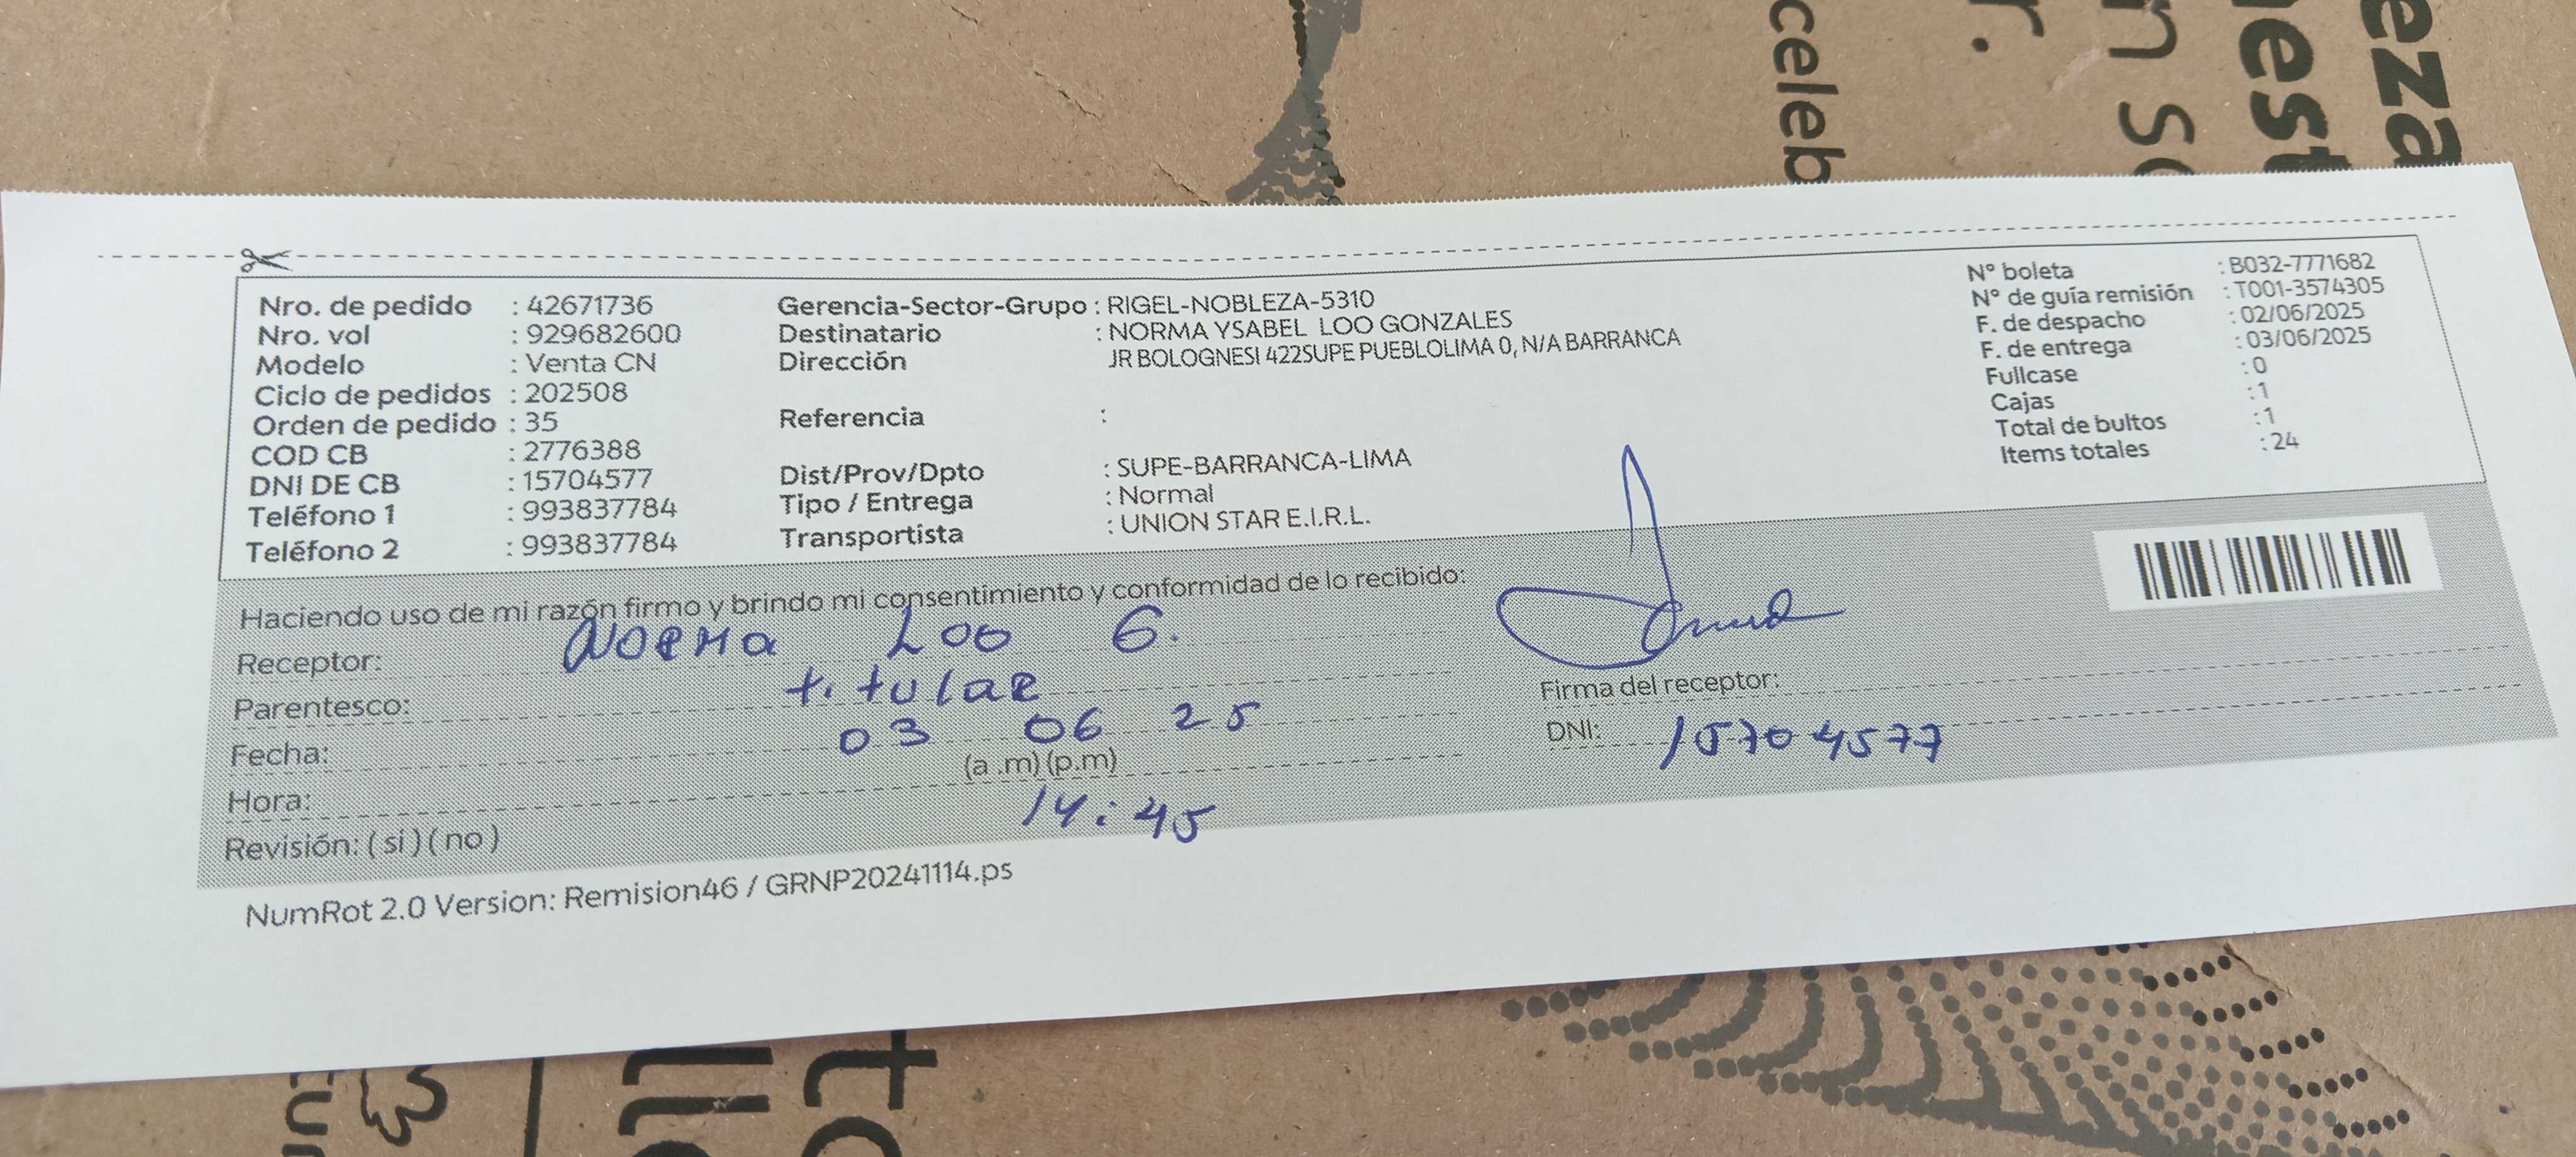 celeb
r.
n so
nest
eza
Nro. de pedido : 42671736
Nro. vol : 929682600
Modelo : Venta CN
Ciclo de pedidos : 202508
Orden de pedido : 35
COD CB : 2776388
DNI DE CB : 15704577
Teléfono 1 : 993837784
Teléfono 2 : 993837784
Gerencia-Sector-Grupo : RIGEL-NOBLEZA-5310
Destinatario : NORMA YSABEL LOO GONZALES
Dirección JR BOLOGNESI 422SUPE PUEBLOLIMA 0, N/A BARRANCA
Referencia :
Dist/Prov/Dpto : SUPE-BARRANCA-LIMA
Tipo / Entrega : Normal
Transportista : UNION STAR E.I.R.L.
N° boleta : B032-7771682
N° de guía remisión : T001-3574305
F. de despacho : 02/06/2025
F. de entrega : 03/06/2025
Fullcase : 0
Cajas : 1
Total de bultos : 1
Items totales : 24
Haciendo uso de mi razón firmo y brindo mi consentimiento y conformidad de lo recibido:
Receptor: Norma Loo G.
Parentesco: titular
Fecha: 03 06 25
(a .m) (p.m)
Hora: 14:45
Revisión: ( si ) ( no )
Firma del receptor:
DNI: 15704577
NumRot 2.0 Version: Remision46 / GRNP20241114.ps